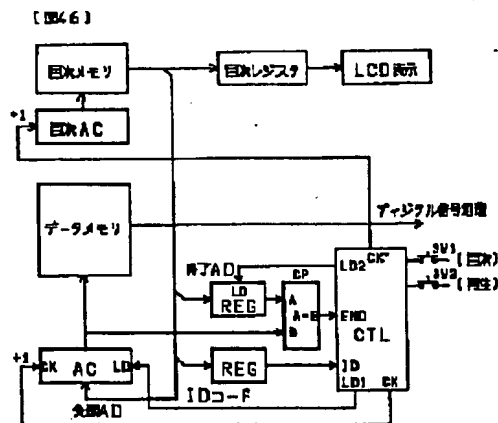 [図46]
目次メモリ
目次レジスタ
LCD表示
+1
目次AC
データメモリ
ディジタル信号処理
終了AD
CP
LD2
CK'
SW1
[目次]
LD
REG
A
A=B
B
END
CTL
SW2
[再生]
+1
CK
AC
LD
REG
ID
IDコード
LD1
CK
先頭AD